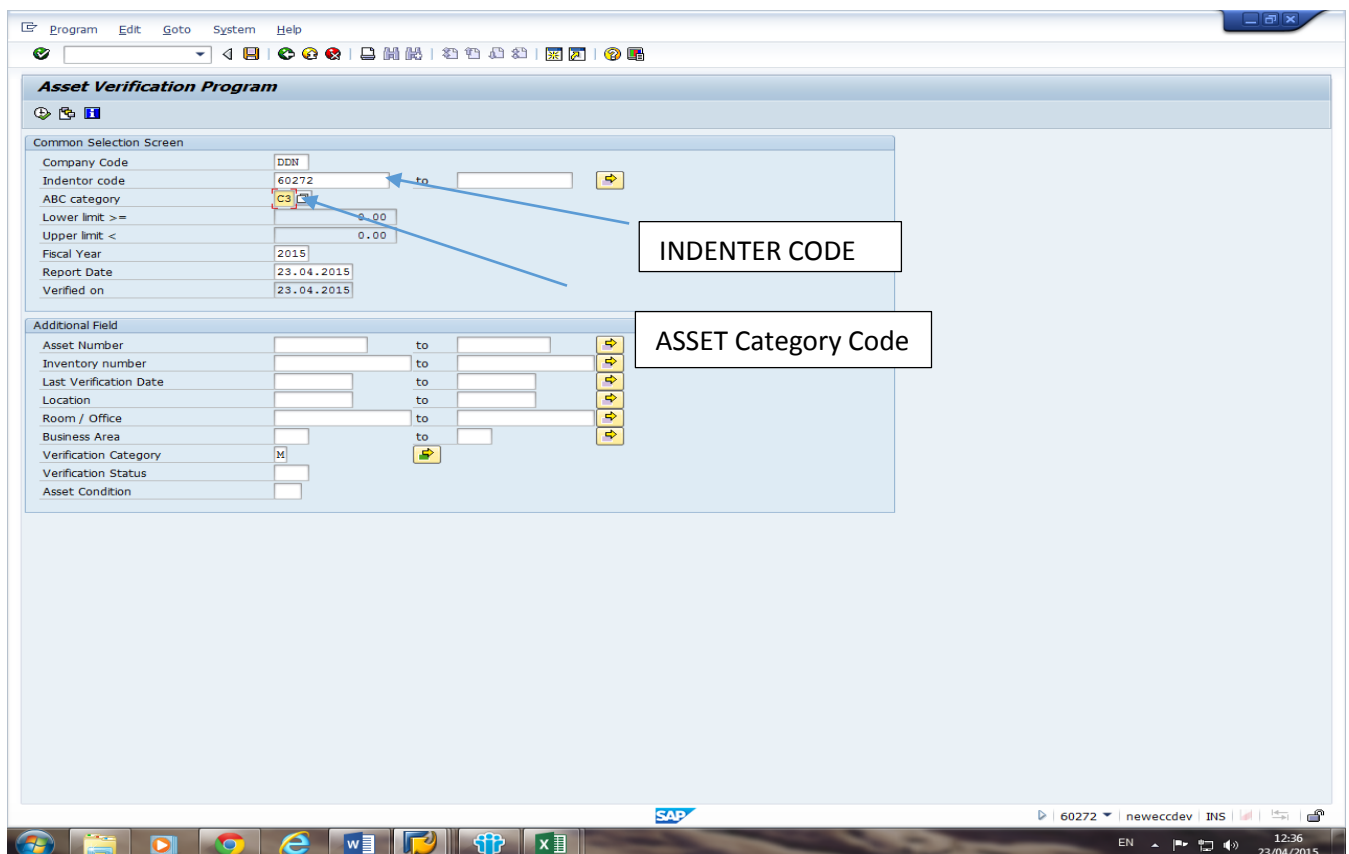 Program Edit Goto System Help
Asset Verification Program
Common Selection Screen
Company Code DDN
Indentor code 60272 to
ABC category C3
Lower limit >= 0.00
Upper limit < 0.00
Fiscal Year 2015
Report Date 23.04.2015
Verified on 23.04.2015
INDENTER CODE
ASSET Category Code
Additional Field
Asset Number to
Inventory number to
Last Verification Date to
Location to
Room / Office to
Business Area to
Verification Category M
Verification Status
Asset Condition
SAP
60272 neweccdev INS
EN 12:36
23/04/2015